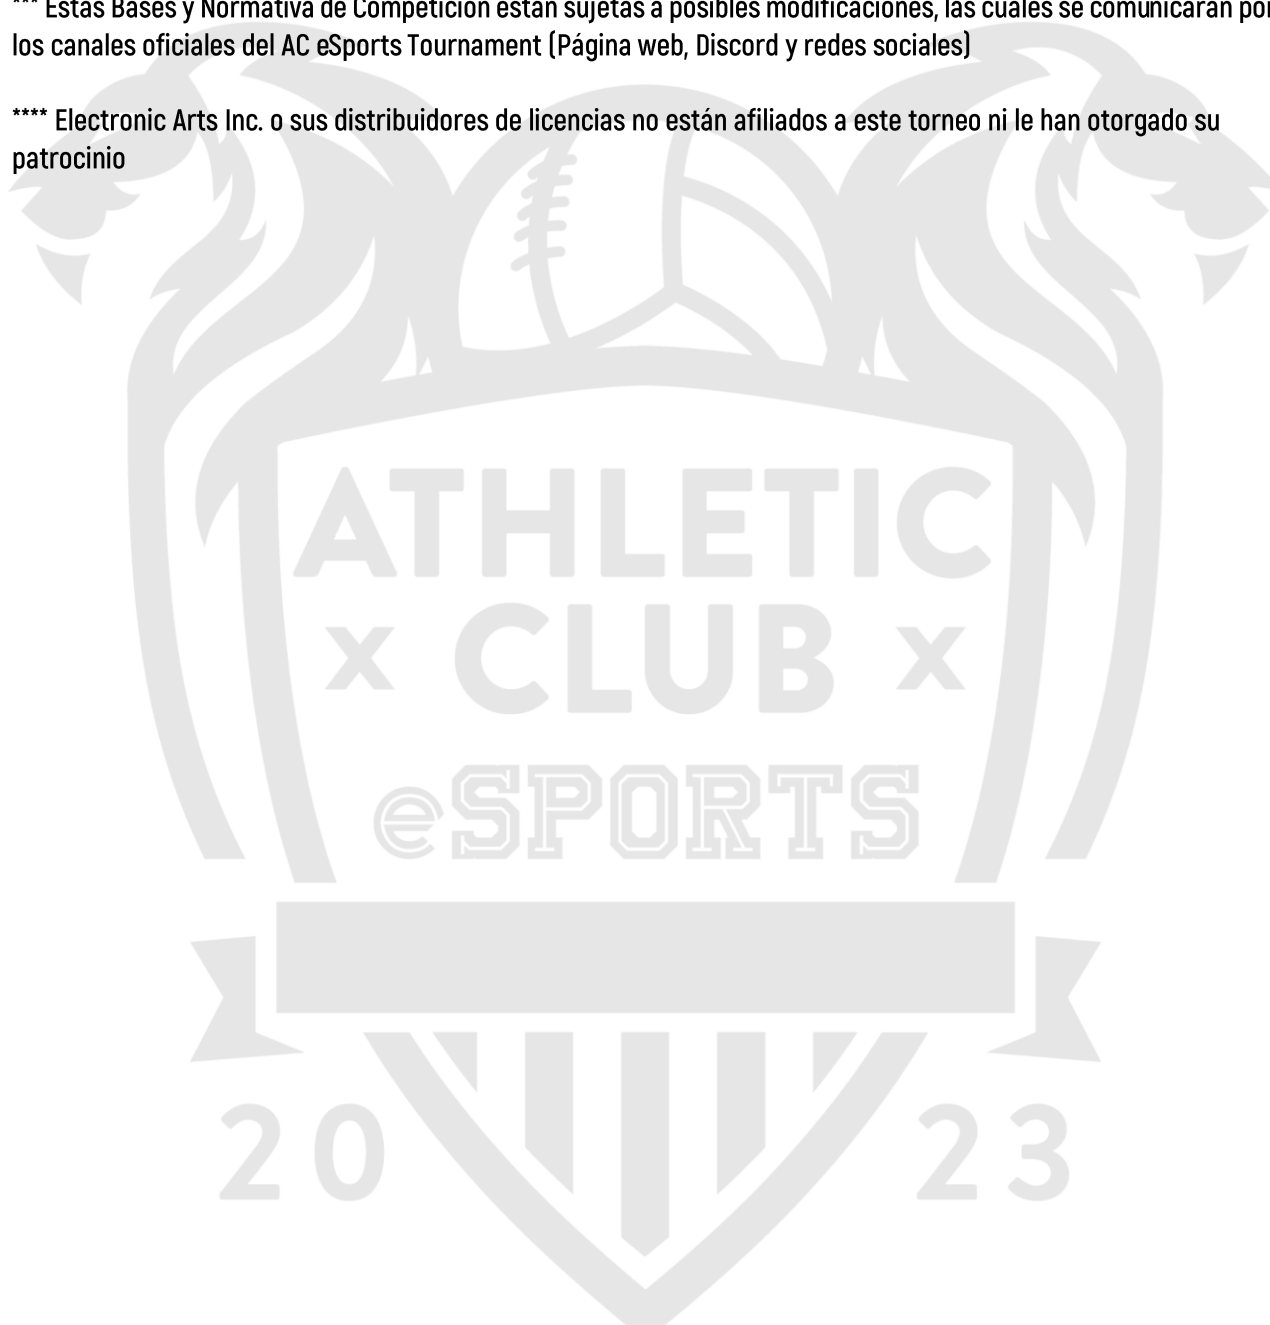 *** Estas Bases y Normativa de Competición están sujetas a posibles modificaciones, las cuales se comunicarán por
los canales oficiales del AC eSports Tournament (Página web, Discord y redes sociales)
**** Electronic Arts Inc. o sus distribuidores de licencias no están afiliados a este torneo ni le han otorgado su
patrocinio
ATHLETIC
x CLUB x
eSPORTS
20 23